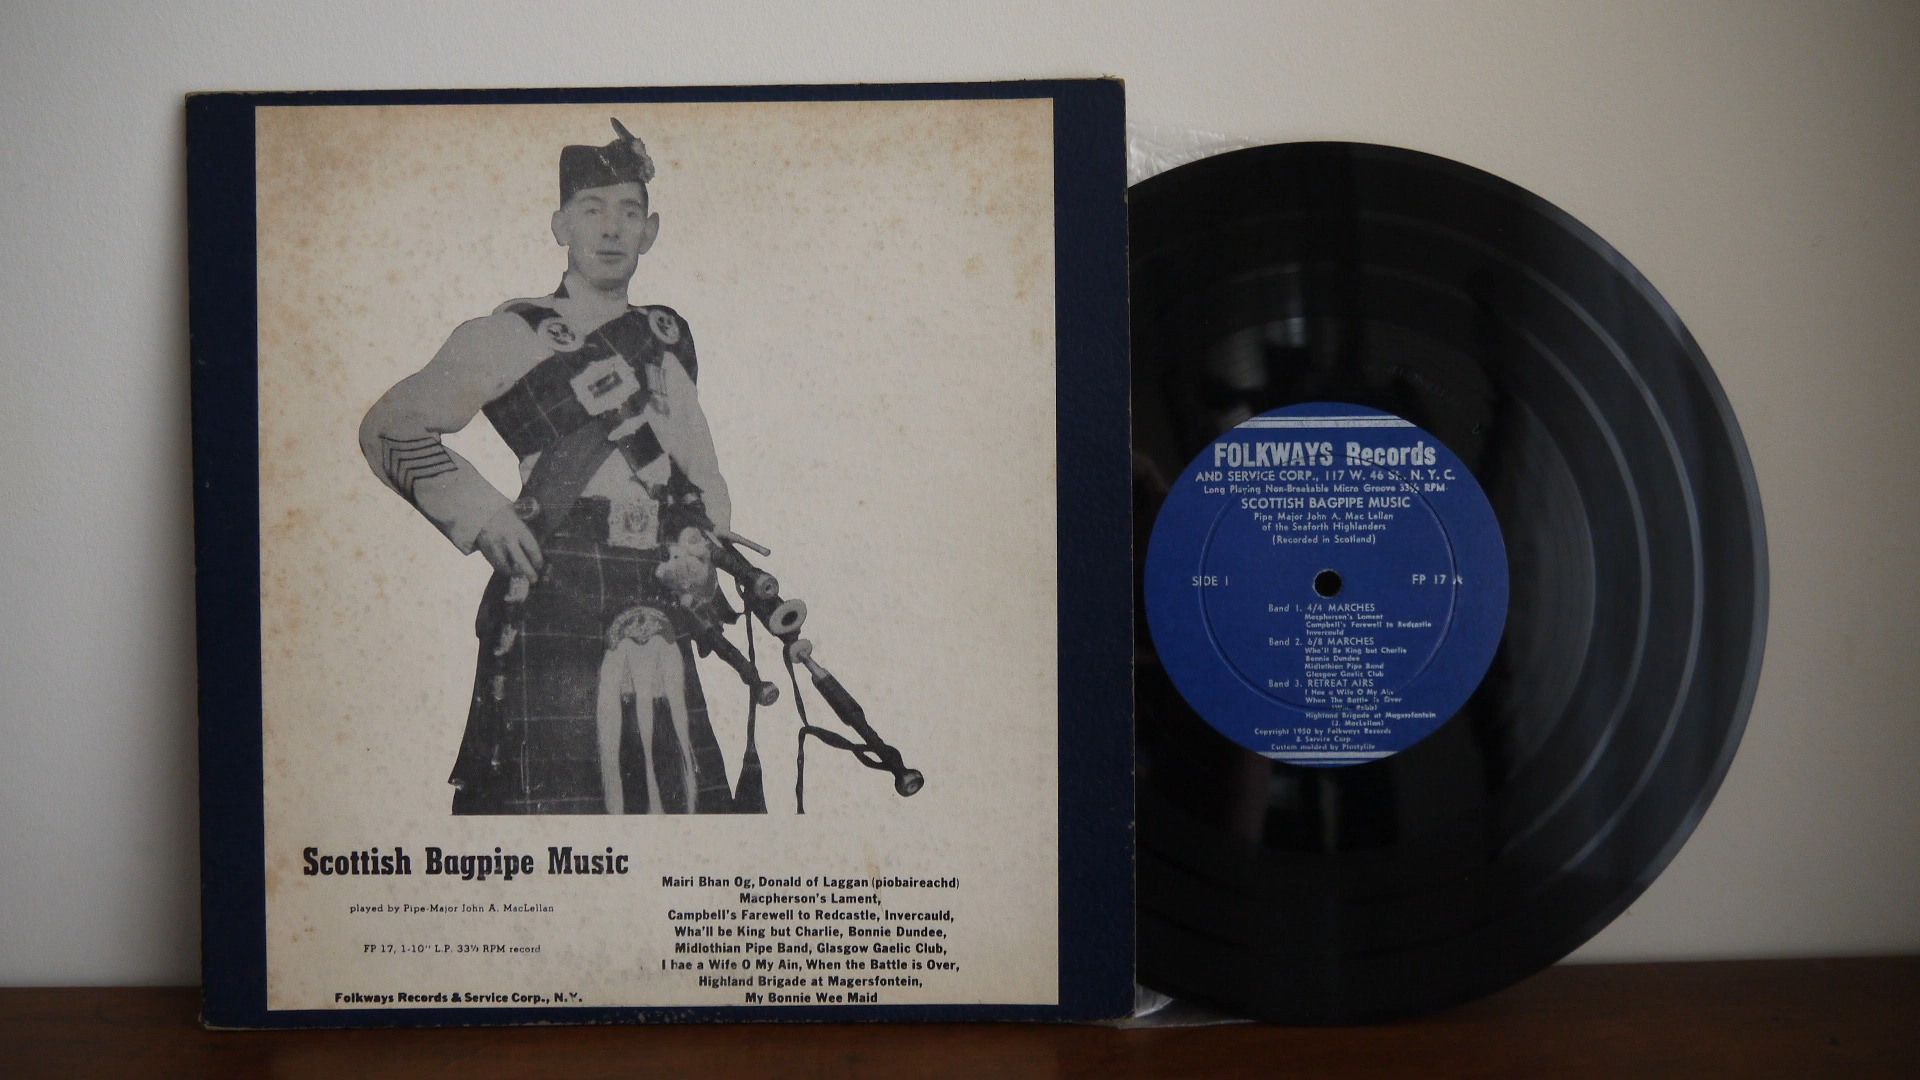 Scottish Bagpipe Music
played by Pipe-Major John A. MacLellan
FP 17, 1-10" L.P. 33⅓ RPM record
Folkways Records & Service Corp., N.Y.
Mairi Bhan Og, Donald of Laggan (piobaireachd)
Macpherson's Lament,
Campbell's Farewell to Redcastle, Invercauld,
Wha'll be King but Charlie, Bonnie Dundee,
Midlothian Pipe Band, Glasgow Gaelic Club,
I hae a Wife O My Ain, When the Battle is Over,
Highland Brigade at Magersfontein,
My Bonnie Wee Maid
FOLKWAYS Records
AND SERVICE CORP., 117 W. 46 St. N. Y. C.
Long Playing Non-Breakable Micro Groove 33⅓ RPM
SCOTTISH BAGPIPE MUSIC
Pipe Major John A. Mac Lellan
of the Seaforth Highlanders
(Recorded in Scotland)
SIDE 1
FP 17 A
Band 1. 4/4 MARCHES
Macpherson's Lament
Campbell's Farewell to Redcastle
Invercauld
Band 2. 6/8 MARCHES
Wha'll Be King but Charlie
Bonnie Dundee
Midlothian Pipe Band
Glasgow Gaelic Club
Band 3. RETREAT AIRS
I Hae a Wife O My Ain
When The Battle Is Over
Highland Brigade at Magersfontein
(J. MacLellan)
Copyright 1950 by Folkways Records
& Service Corp.
Custom molded by Plastylite